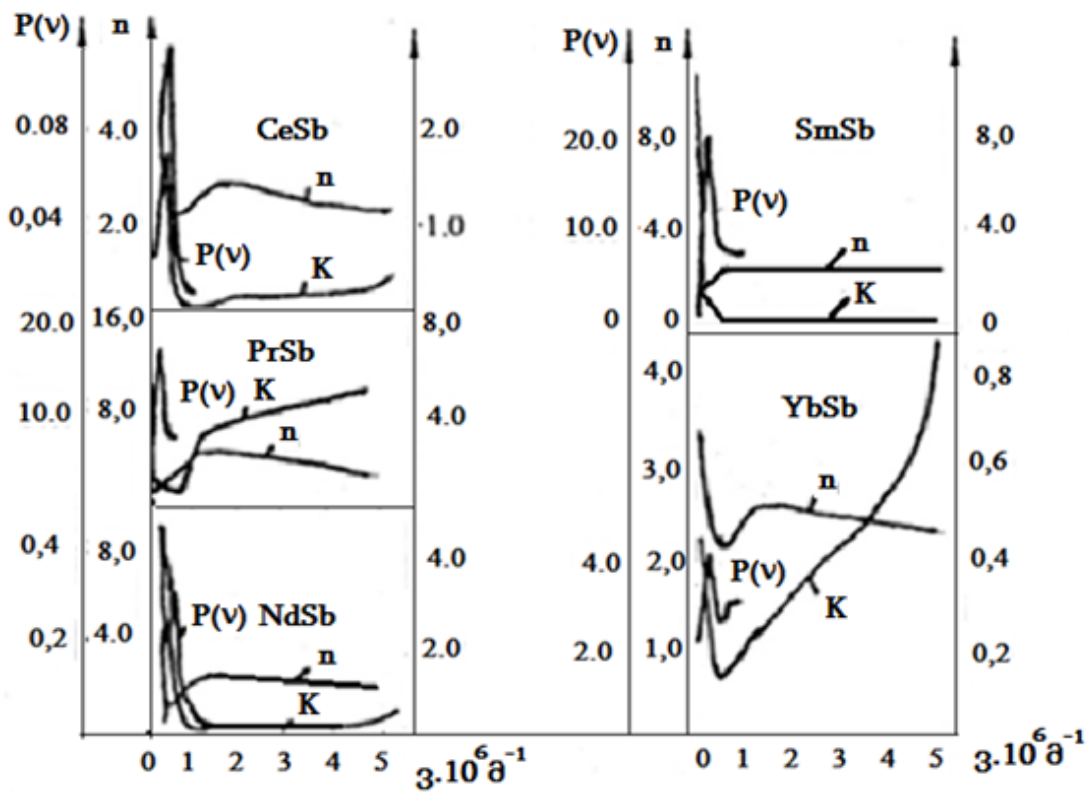 P(ν) n
0.08 4.0 CeSb 2.0
n
0,04 2.0 1.0
P(ν) K
20.0 16,0 8,0
PrSb
P(ν) K
10.0 8,0 4.0
n
0,4 8,0 4.0
P(ν) NdSb
0,2 4.0 2.0
n
K
0 1 2 3 4 5 ვ.10⁶მ⁻¹
P(ν) n
20.0 8,0 SmSb 8,0
P(ν)
10.0 4.0 4.0
n
K
0 0 0
4,0 0,8
YbSb
3,0 0,6
n
4.0 2,0 0,4
P(ν)
K
2.0 1,0 0,2
0 1 2 3 4 5 ვ.10⁶მ⁻¹